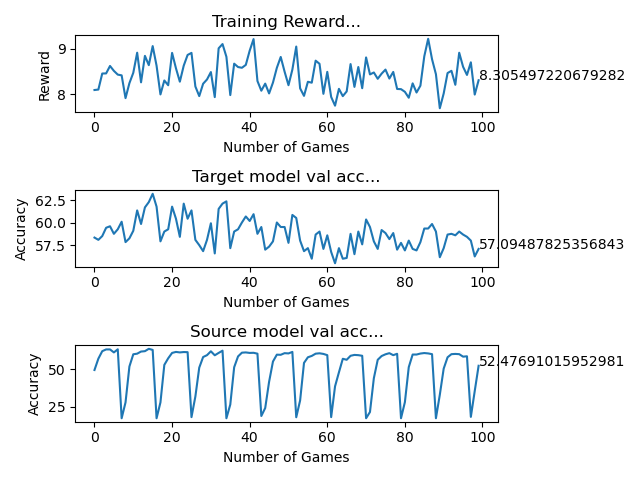 Training Reward...
9
8
Reward
8.305497220679282
0 20 40 60 80 100
Number of Games
Target model val acc...
62.5
60.0
57.5
Accuracy
57.09487825356843
0 20 40 60 80 100
Number of Games
Source model val acc...
50
25
Accuracy
52.47691015952981
0 20 40 60 80 100
Number of Games